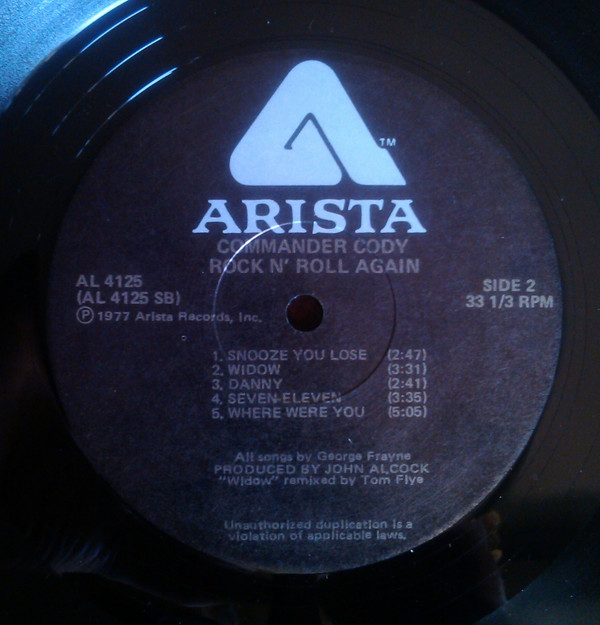 TM
ARISTA
COMMANDER CODY
ROCK N' ROLL AGAIN
AL 4125
(AL 4125 SB)
Ⓟ1977 Arista Records, Inc.
SIDE 2
33 1/3 RPM
1. SNOOZE YOU LOSE (2:47)
2. WIDOW (3:31)
3. DANNY (2:41)
4. SEVEN-ELEVEN (3:35)
5. WHERE WERE YOU (5:05)
All songs by George Frayne
PRODUCED BY JOHN ALCOCK
"Widow" remixed by Tom Flye
Unauthorized duplication is a
violation of applicable laws.